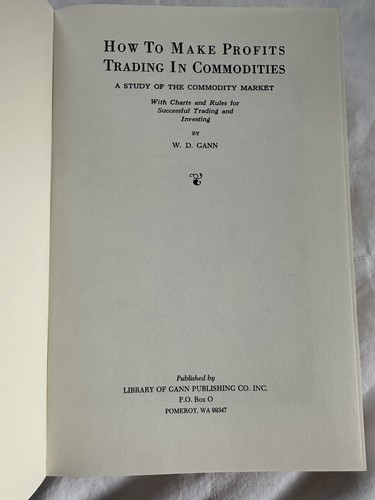 HOW TO MAKE PROFITS
TRADING IN COMMODITIES
A STUDY OF THE COMMODITY MARKET
With Charts and Rules for
Successful Trading and
Investing
BY
W. D. GANN
Published by
LIBRARY OF GANN PUBLISHING CO. INC.
P.O. BOX O
POMEROY, WA 99347